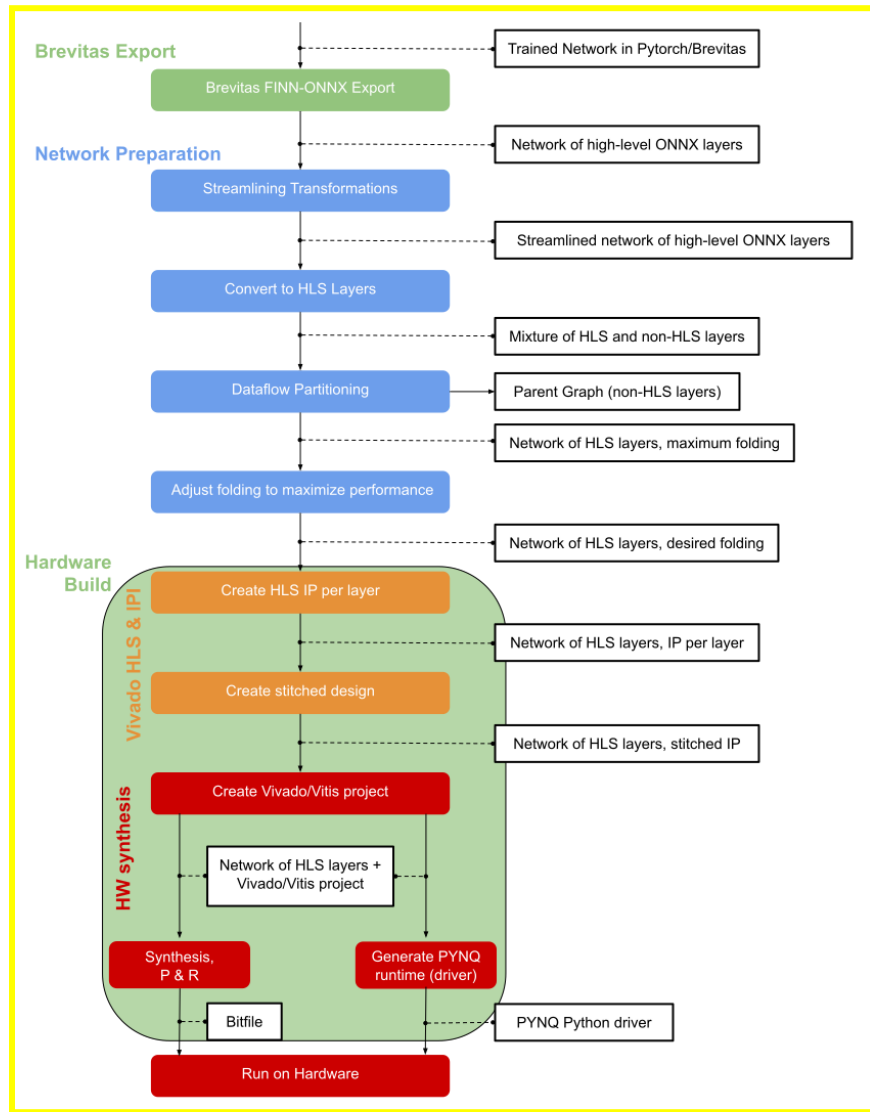 Brevitas Export
Trained Network in Pytorch/Brevitas
Brevitas FINN-ONNX Export
Network of high-level ONNX layers
Network Preparation
Streamlining Transformations
Streamlined network of high-level ONNX layers
Convert to HLS Layers
Mixture of HLS and non-HLS layers
Dataflow Partitioning
Parent Graph (non-HLS layers)
Network of HLS layers, maximum folding
Adjust folding to maximize performance
Network of HLS layers, desired folding
Hardware
Build
Vivado HLS & IPI
Create HLS IP per layer
Network of HLS layers, IP per layer
Create stitched design
Network of HLS layers, stitched IP
HW synthesis
Create Vivado/Vitis project
Network of HLS layers +
Vivado/Vitis project
Synthesis,
P & R
Generate PYNQ
runtime (driver)
Bitfile
PYNQ Python driver
Run on Hardware